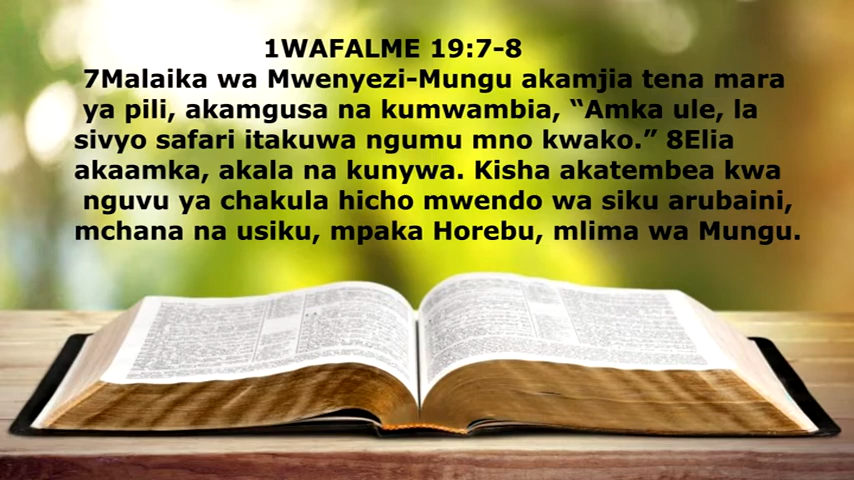 1WAFALME 19:7-8
7Malaika wa Mwenyezi-Mungu akamjia tena mara
ya pili, akamgusa na kumwambia, “Amka ule, la
sivyo safari itakuwa ngumu mno kwako.” 8Elia
akaamka, akala na kunywa. Kisha akatembea kwa
nguvu ya chakula hicho mwendo wa siku arubaini,
mchana na usiku, mpaka Horebu, mlima wa Mungu.